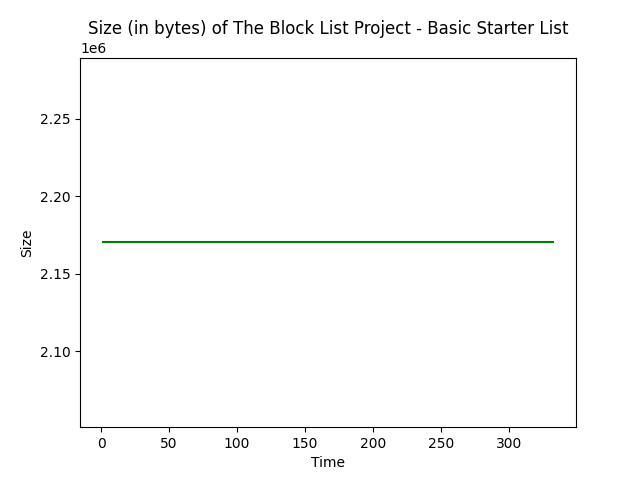 Size (in bytes) of The Block List Project - Basic Starter List
1e6
2.25
2.20
2.15
2.10
Size
0 50 100 150 200 250 300
Time